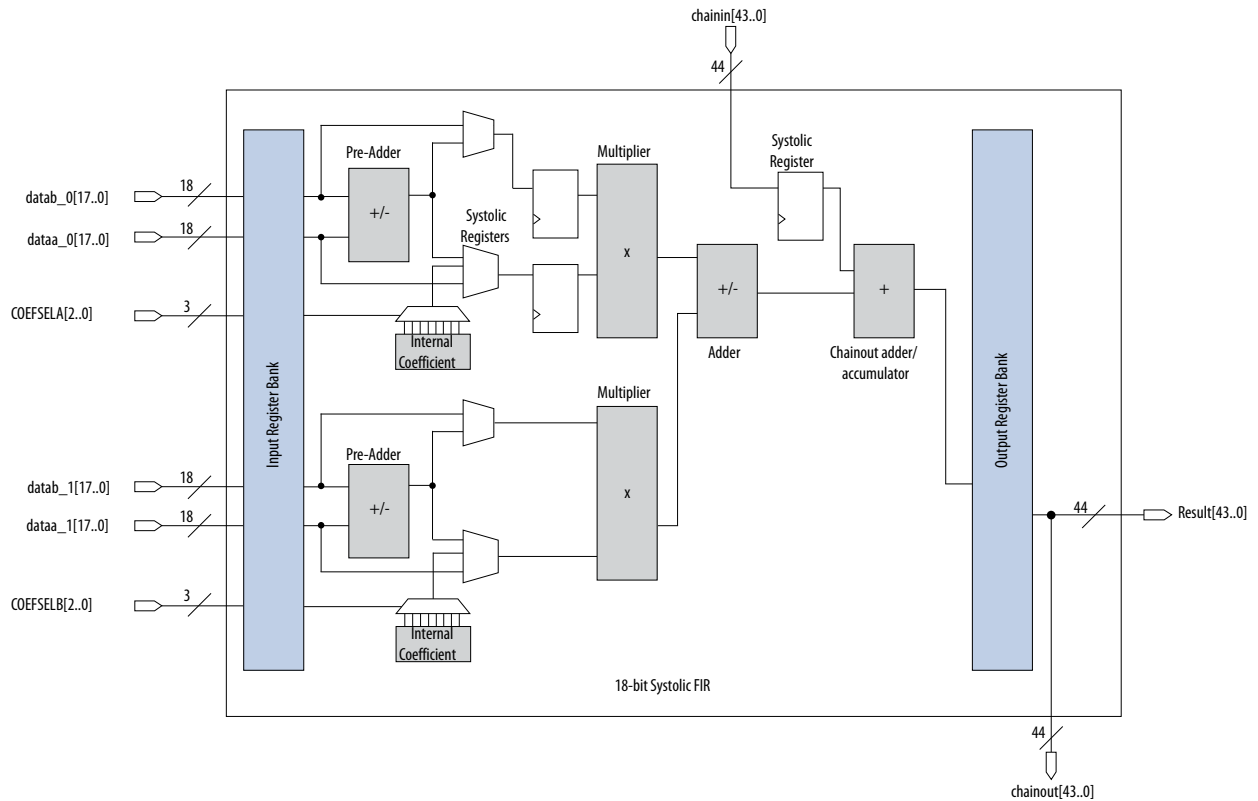 chainin[43..0]
44
Pre-Adder
+/-
Systolic
Registers
Multiplier
x
Systolic
Register
datab_0[17..0]
18
dataa_0[17..0]
18
COEFSELA[2..0]
3
Internal
Coefficient
+/-
Adder
+
Chainout adder/
accumulator
Input Register Bank
Output Register Bank
Pre-Adder
+/-
Multiplier
x
datab_1[17..0]
18
dataa_1[17..0]
18
COEFSELB[2..0]
3
Internal
Coefficient
44
Result[43..0]
18-bit Systolic FIR
44
chainout[43..0]